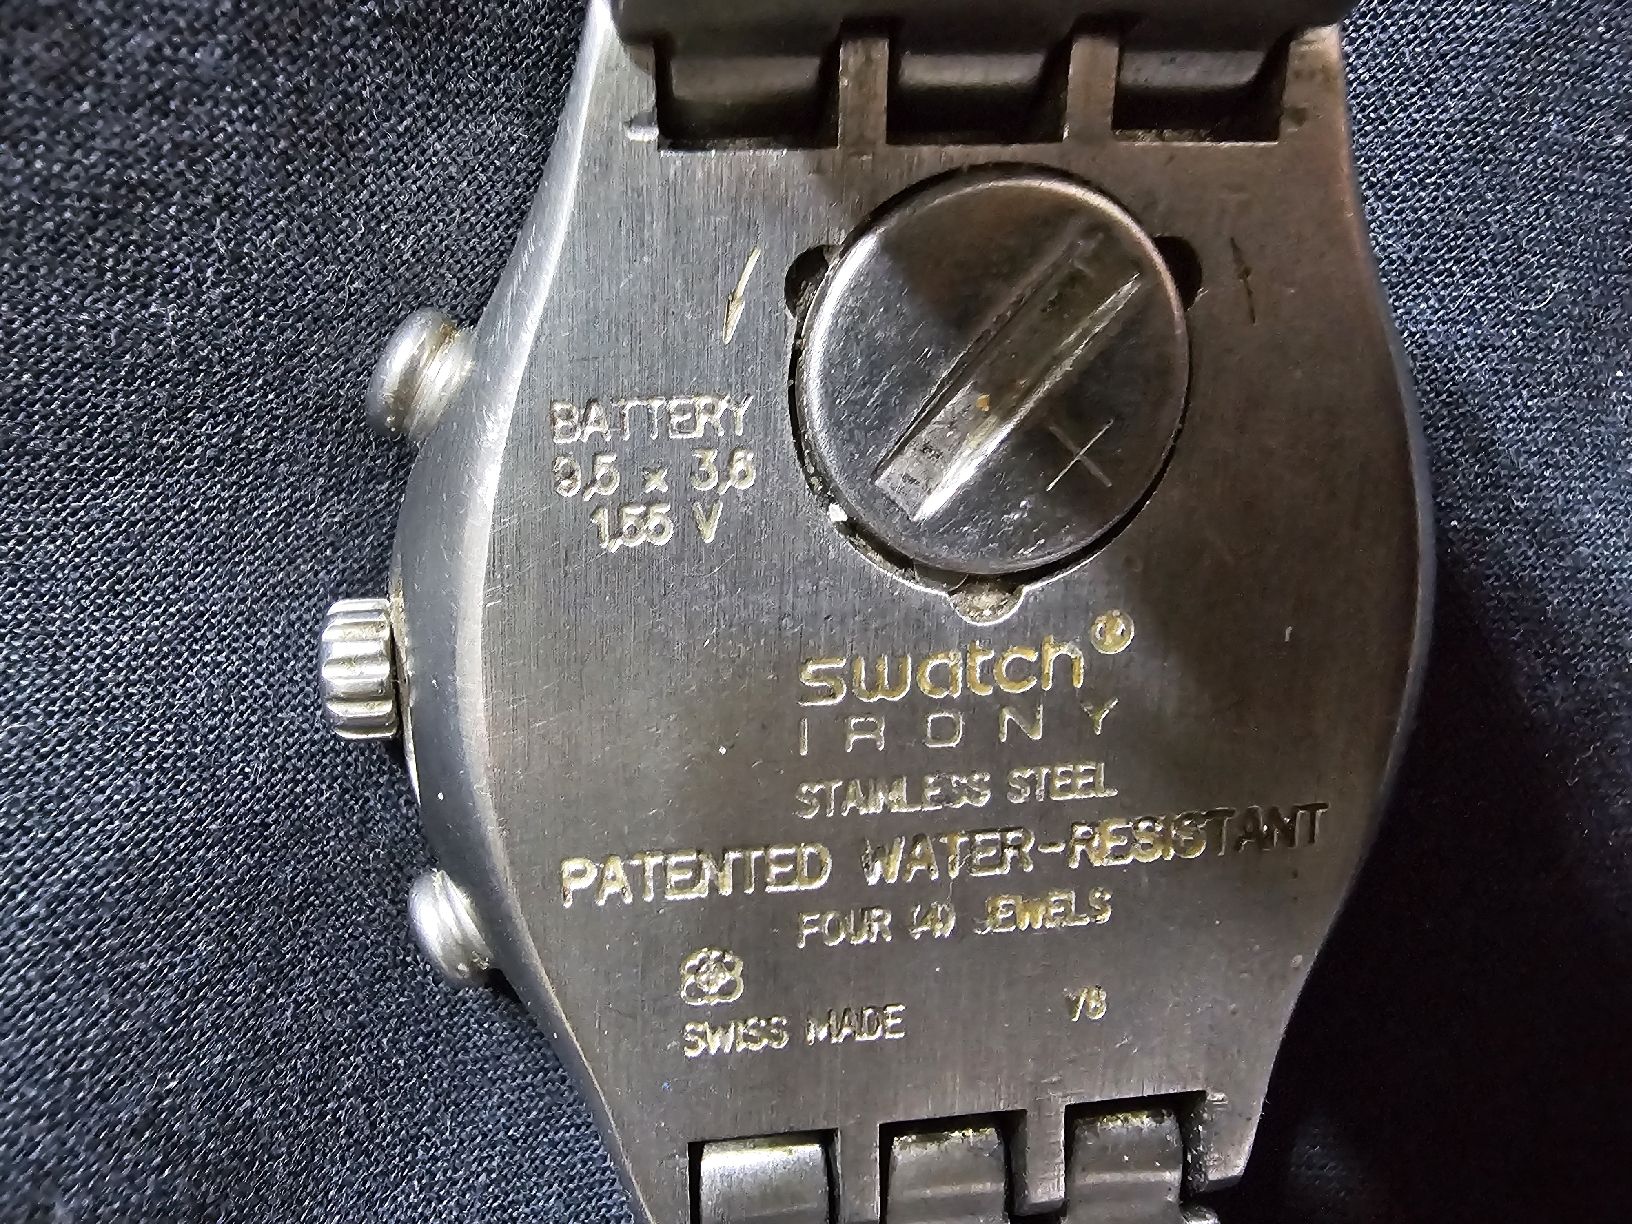 BATTERY
9,5 x 3,6
1,55 V
+
swatch®
IRONY
STAINLESS STEEL
PATENTED WATER-RESISTANT
FOUR (4) JEWELS
SWISS MADE